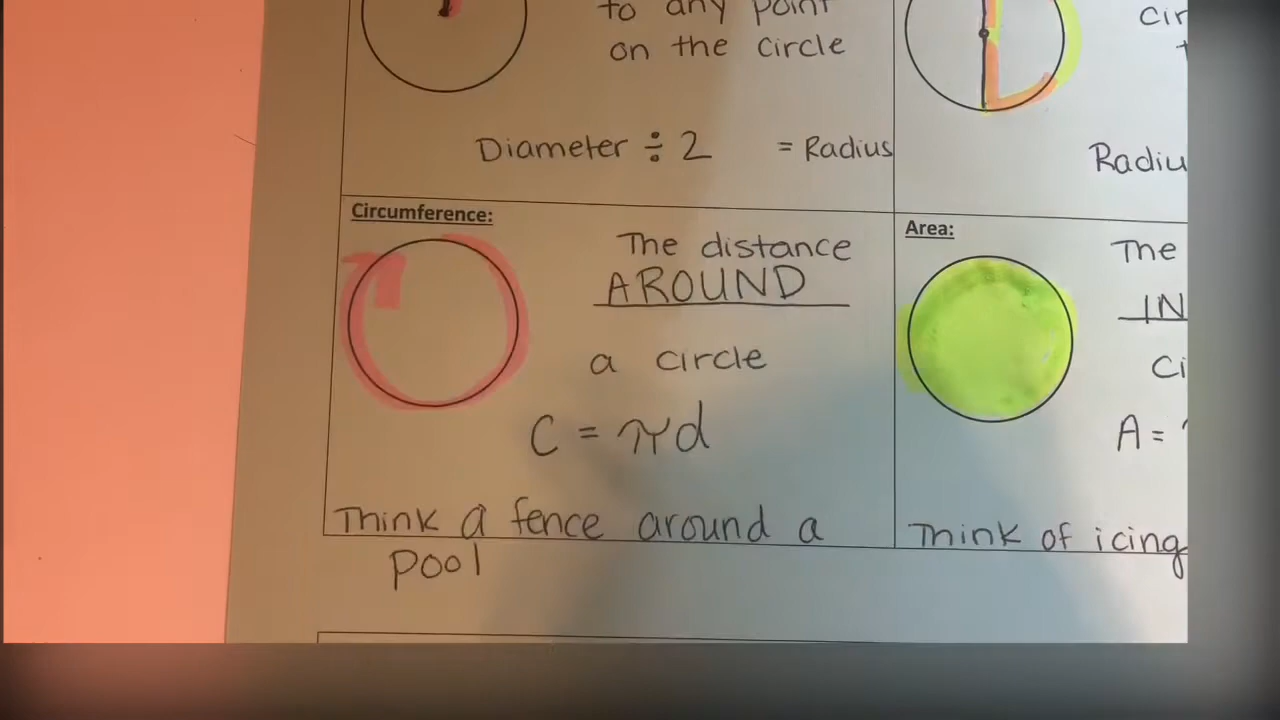 to any point
on the circle
Diameter ÷ 2 = Radius
Circumference:
The distance
AROUND
a circle
C = πd
Think a fence around a
pool
Area:
The
IN
A =
Think of icing